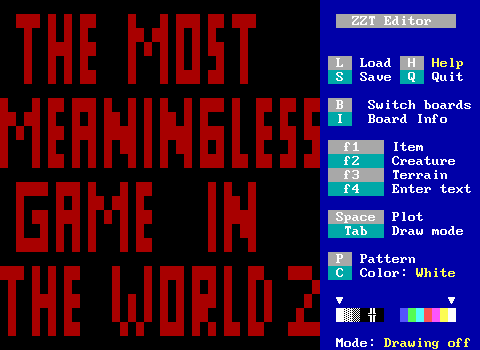 THE MOST
MEANINGLESS
GAME IN
THE WORLD 2
ZZT Editor
L Load H Help
S Save Q Quit
B Switch boards
I Board Info
f1 Item
f2 Creature
f3 Terrain
f4 Enter text
Space Plot
Tab Draw mode
P Pattern
C Color: White
Mode: Drawing off